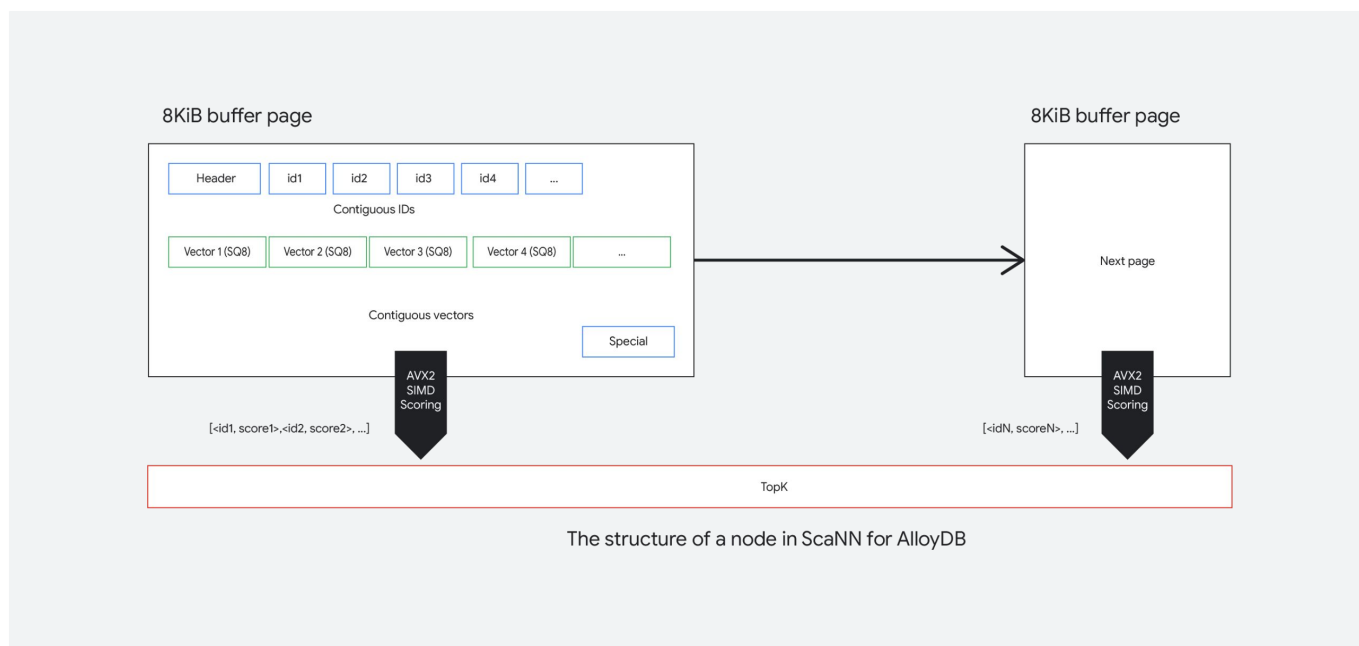 8KiB buffer page
8KiB buffer page
Header
id1
id2
id3
id4
...
Contiguous IDs
Vector 1 (SQ8)
Vector 2 (SQ8)
Vector 3 (SQ8)
Vector 4 (SQ8)
...
Contiguous vectors
Special
Next page
AVX2
SIMD
Scoring
[<id1, score1>,<id2, score2>, ...]
AVX2
SIMD
Scoring
[<idN, scoreN>, ...]
TopK
The structure of a node in ScaNN for AlloyDB